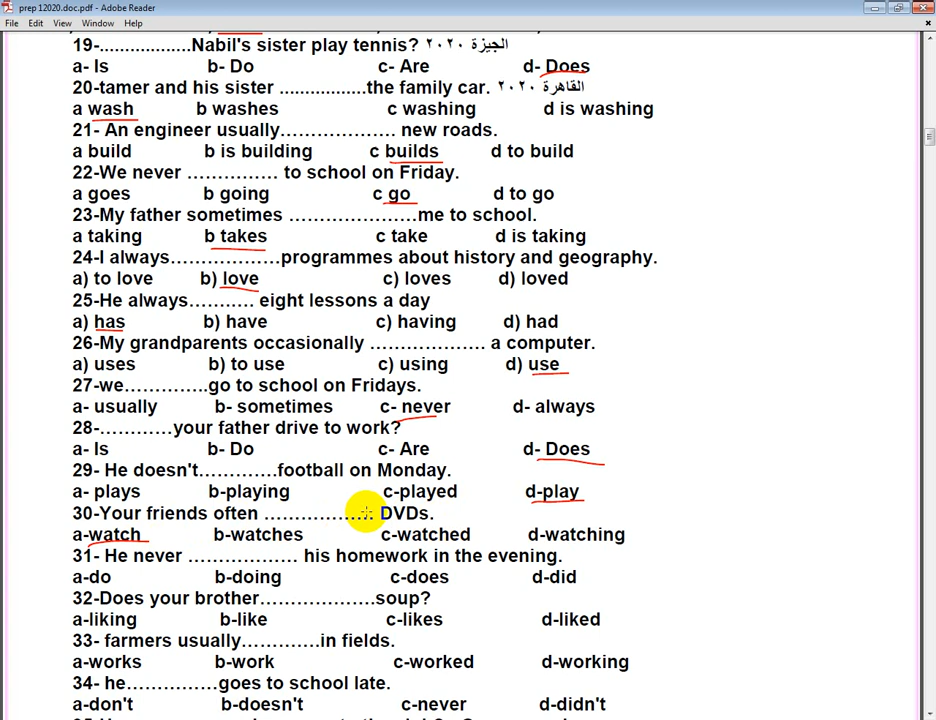 prep 12020.doc.pdf - Adobe Reader
File Edit View Window Help
19-..................Nabil's sister play tennis? الجيزة ٢٠٢٠
a- Is b- Do c- Are d- Does
20-tamer and his sister .................the family car. القاهرة ٢٠٢٠
a wash b washes c washing d is washing
21- An engineer usually………………… new roads.
a build b is building c builds d to build
22-We never …………… to school on Friday.
a goes b going c go d to go
23-My father sometimes …………………me to school.
a taking b takes c take d is taking
24-I always………………programmes about history and geography.
a) to love b) love c) loves d) loved
25-He always……….. eight lessons a day
a) has b) have c) having d) had
26-My grandparents occasionally ………………. a computer.
a) uses b) to use c) using d) use
27-we…………..go to school on Fridays.
a- usually b- sometimes c- never d- always
28-…………your father drive to work?
a- Is b- Do c- Are d- Does
29- He doesn't………….football on Monday.
a- plays b-playing c-played d-play
30-Your friends often ………………. DVDs.
a-watch b-watches c-watched d-watching
31- He never ……………… his homework in the evening.
a-do b-doing c-does d-did
32-Does your brother………………..soup?
a-liking b-like c-likes d-liked
33- farmers usually………….in fields.
a-works b-work c-worked d-working
34- he…………….goes to school late.
a-don't b-doesn't c-never d-didn't